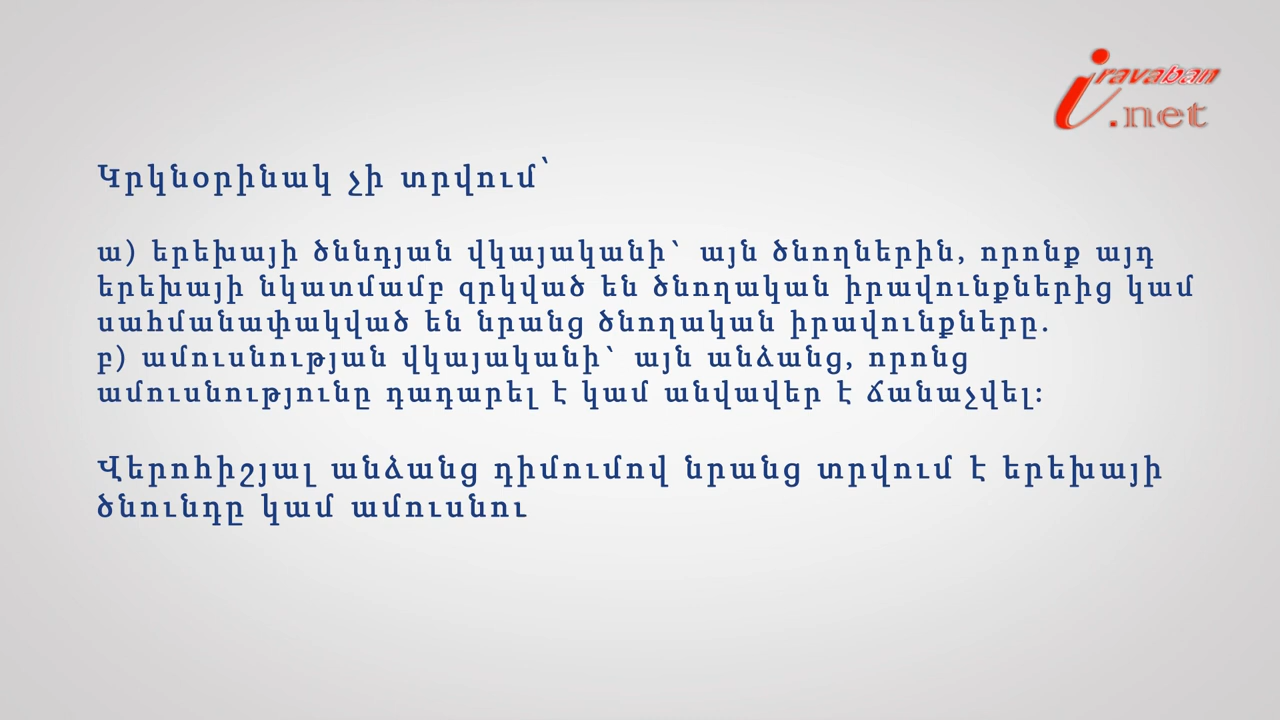 iravaban
.net
Կրկնօրինակ չի տրվում՝
ա) երեխայի ծննդյան վկայականի՝ այն ծնողներին, որոնք այդ
երեխայի նկատմամբ զրկված են ծնողական իրավունքներից կամ
սահմանափակված են նրանց ծնողական իրավունքները.
բ) ամուսնության վկայականի՝ այն անձանց, որոնց
ամուսնությունը դադարել է կամ անվավեր է ճանաչվել:
Վերոհիշյալ անձանց դիմումով նրանց տրվում է երեխայի
ծնունդը կամ ամուսնու